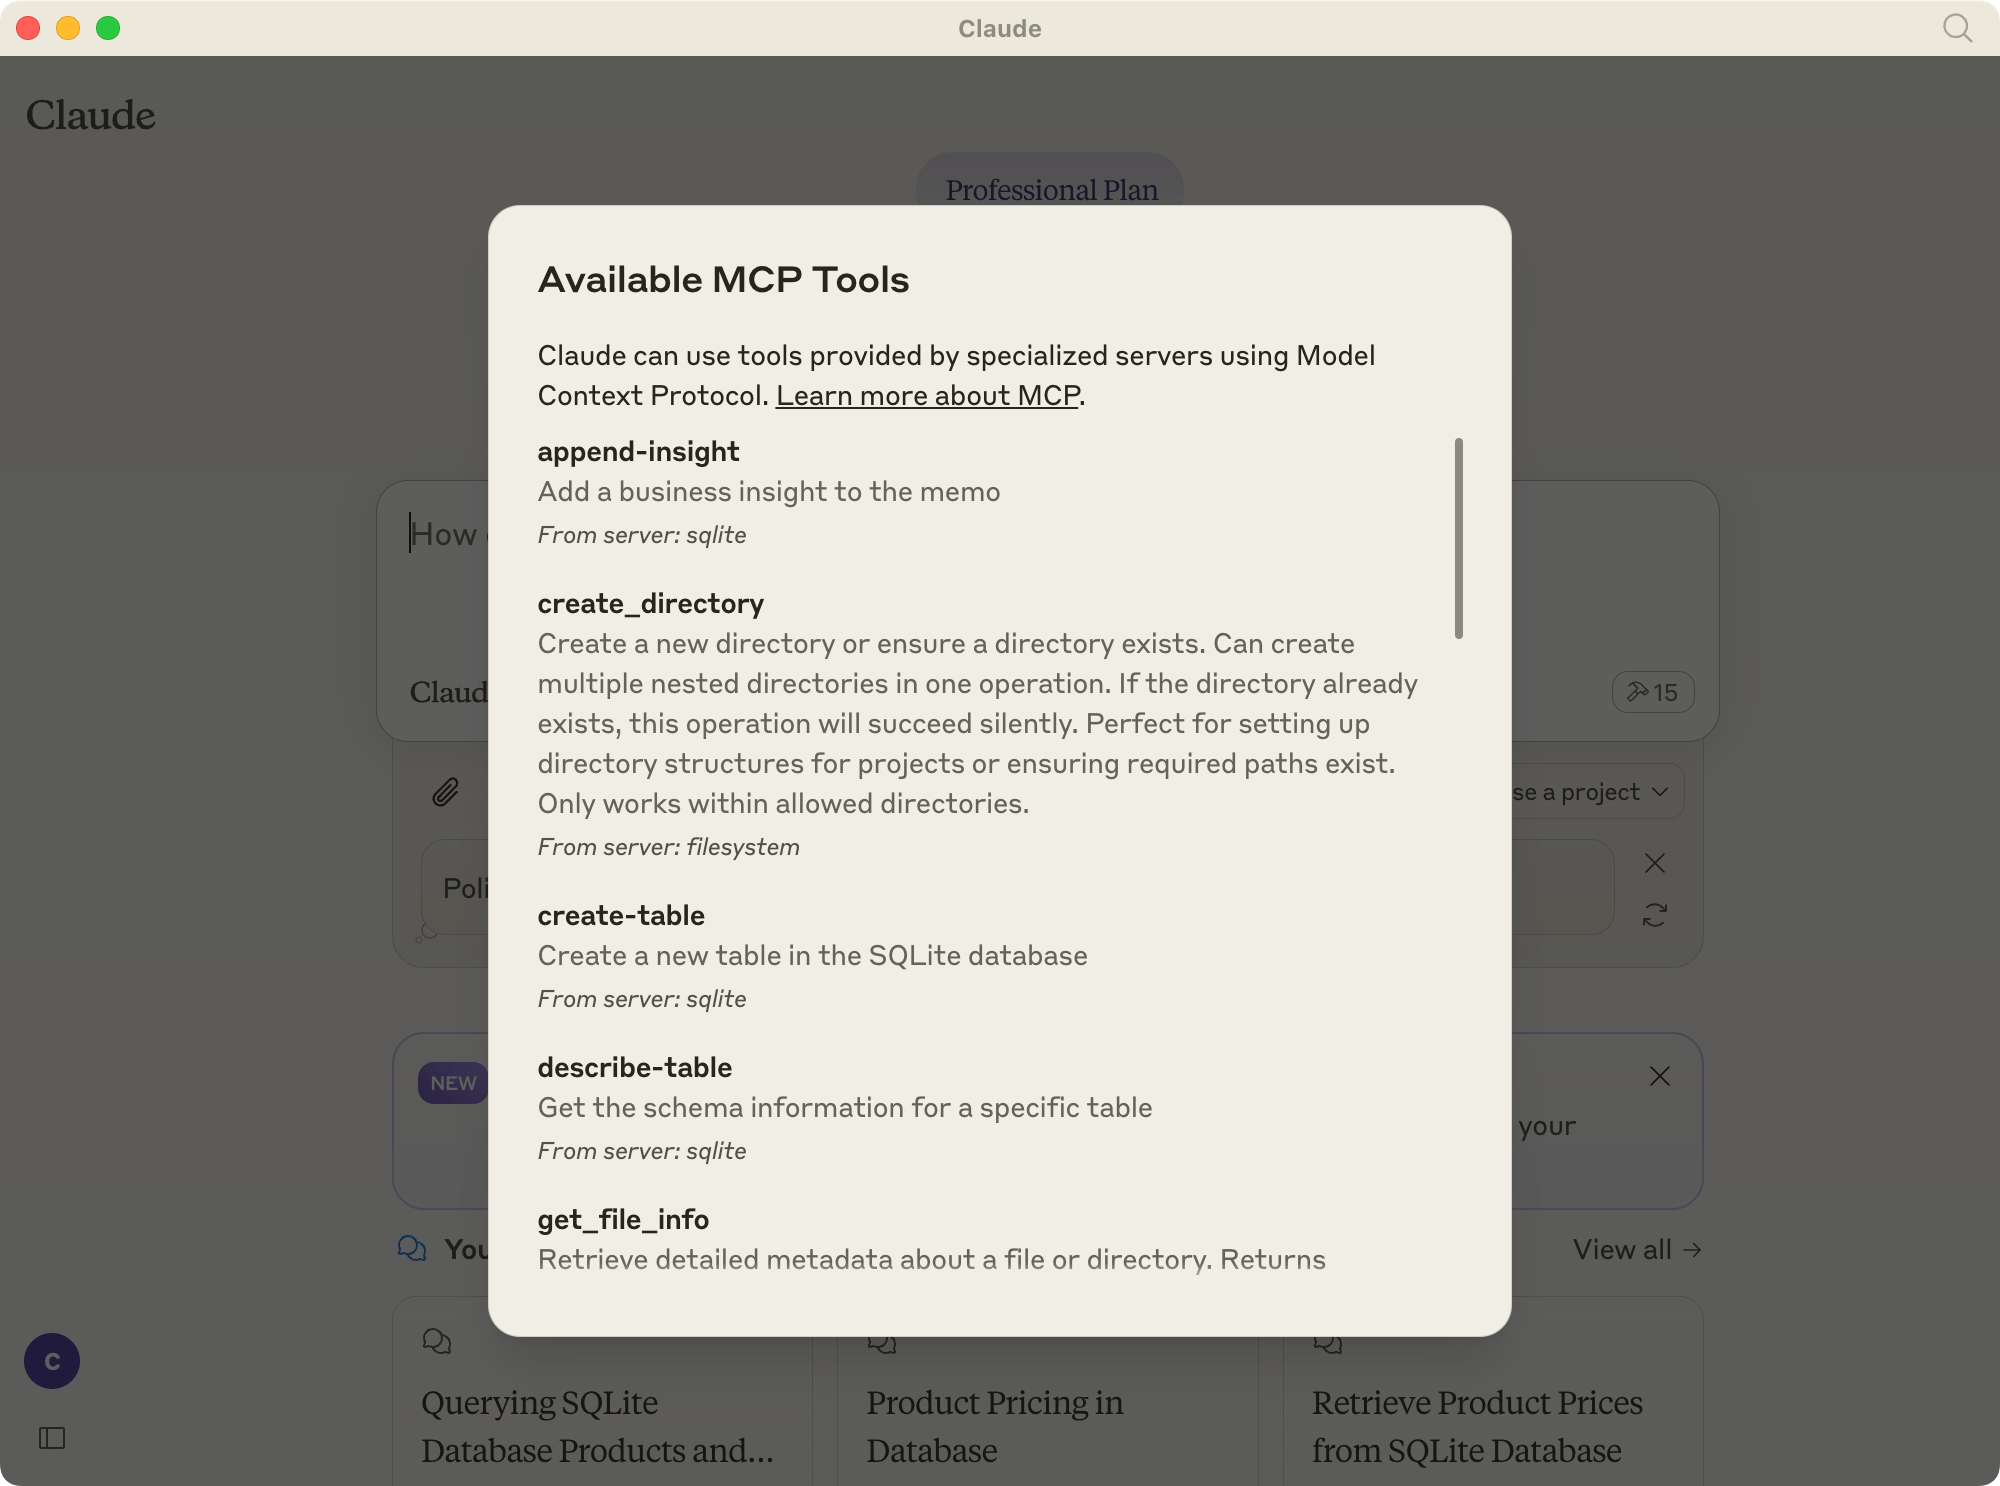 Claude
Claude
Professional Plan
Available MCP Tools
Claude can use tools provided by specialized servers using Model
Context Protocol. Learn more about MCP.
append-insight
Add a business insight to the memo
From server: sqlite
create_directory
Create a new directory or ensure a directory exists. Can create
multiple nested directories in one operation. If the directory already
exists, this operation will succeed silently. Perfect for setting up
directory structures for projects or ensuring required paths exist.
Only works within allowed directories.
From server: filesystem
create-table
Create a new table in the SQLite database
From server: sqlite
describe-table
Get the schema information for a specific table
From server: sqlite
get_file_info
Retrieve detailed metadata about a file or directory. Returns
How
Claud
15
se a project
Poli
NEW
your
You
View all →
C
Querying SQLite
Database Products and...
Product Pricing in
Database
Retrieve Product Prices
from SQLite Database